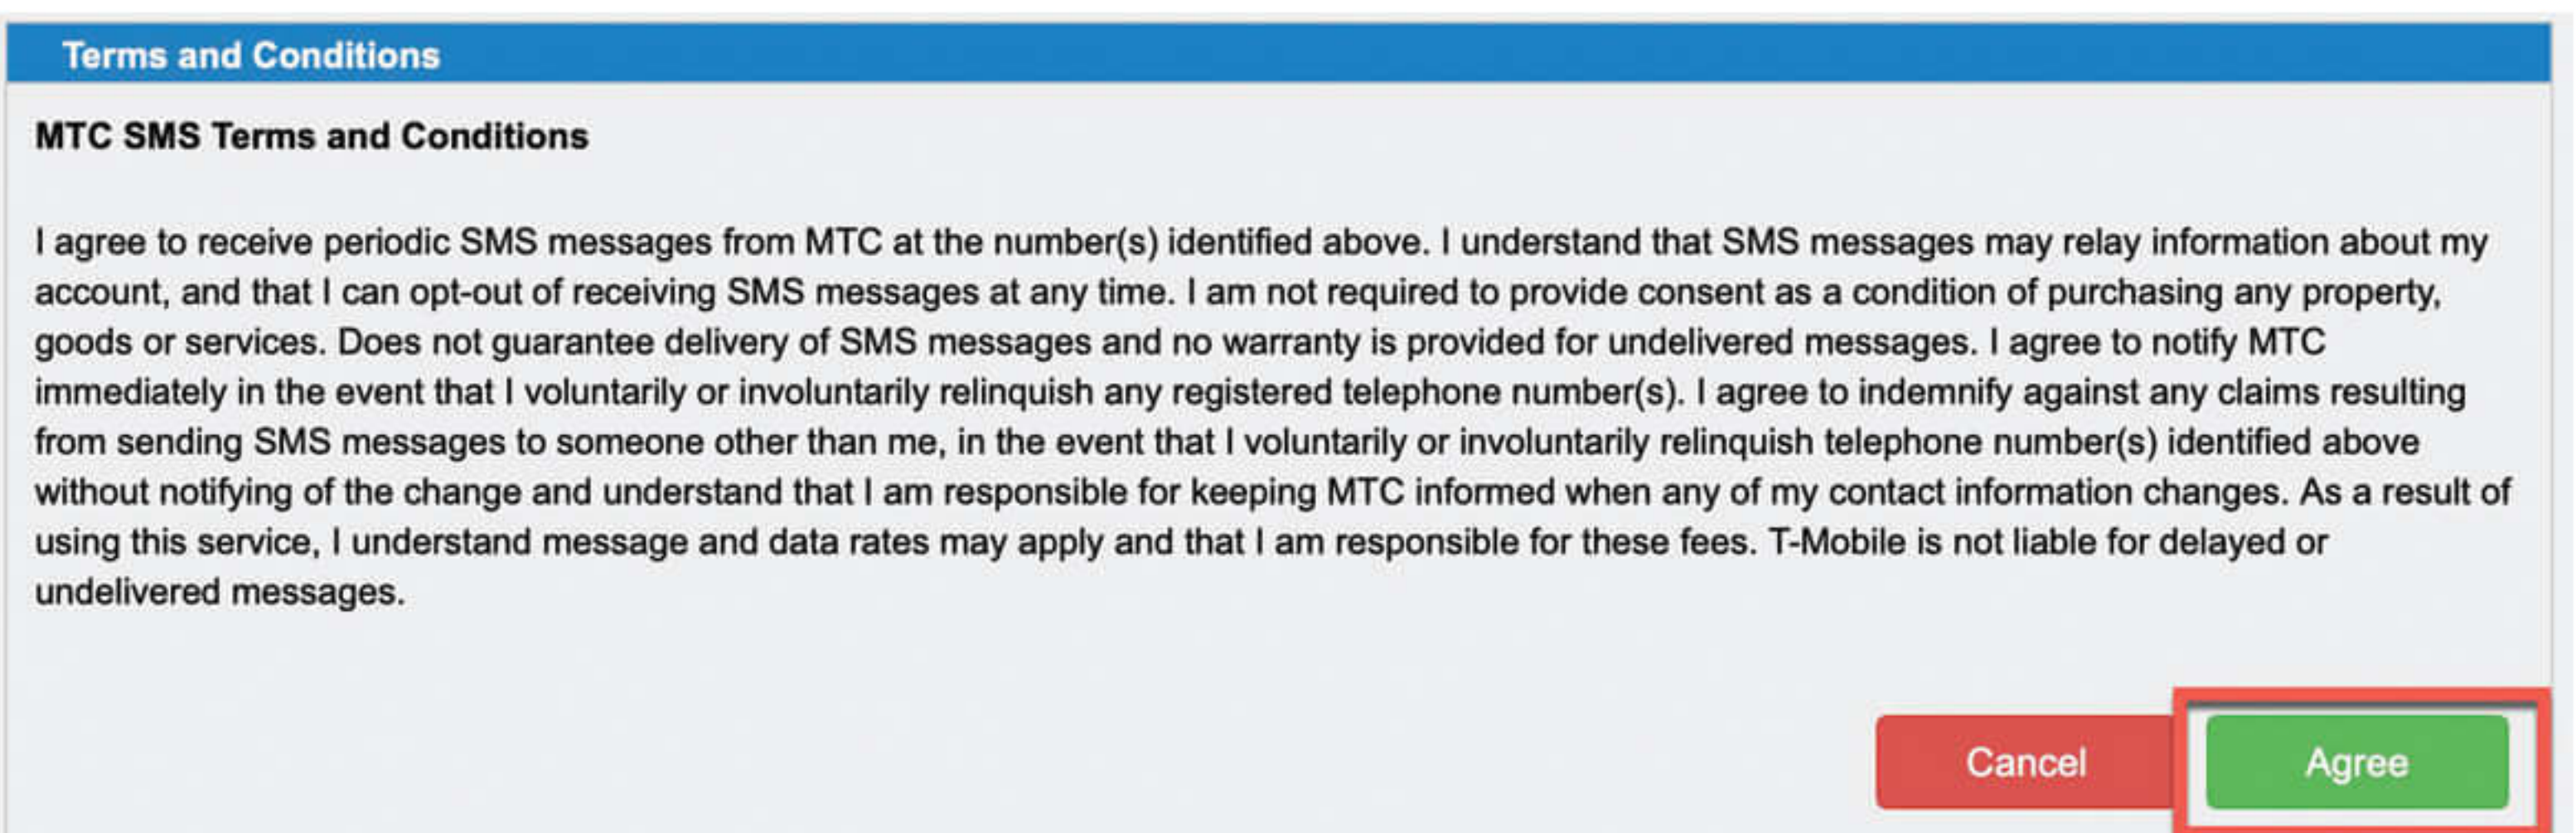 Terms and Conditions
MTC SMS Terms and Conditions
I agree to receive periodic SMS messages from MTC at the number(s) identified above. I understand that SMS messages may relay information about my
account, and that I can opt-out of receiving SMS messages at any time. I am not required to provide consent as a condition of purchasing any property,
goods or services. Does not guarantee delivery of SMS messages and no warranty is provided for undelivered messages. I agree to notify MTC
immediately in the event that I voluntarily or involuntarily relinquish any registered telephone number(s). I agree to indemnify against any claims resulting
from sending SMS messages to someone other than me, in the event that I voluntarily or involuntarily relinquish telephone number(s) identified above
without notifying of the change and understand that I am responsible for keeping MTC informed when any of my contact information changes. As a result of
using this service, I understand message and data rates may apply and that I am responsible for these fees. T-Mobile is not liable for delayed or
undelivered messages.
Cancel Agree